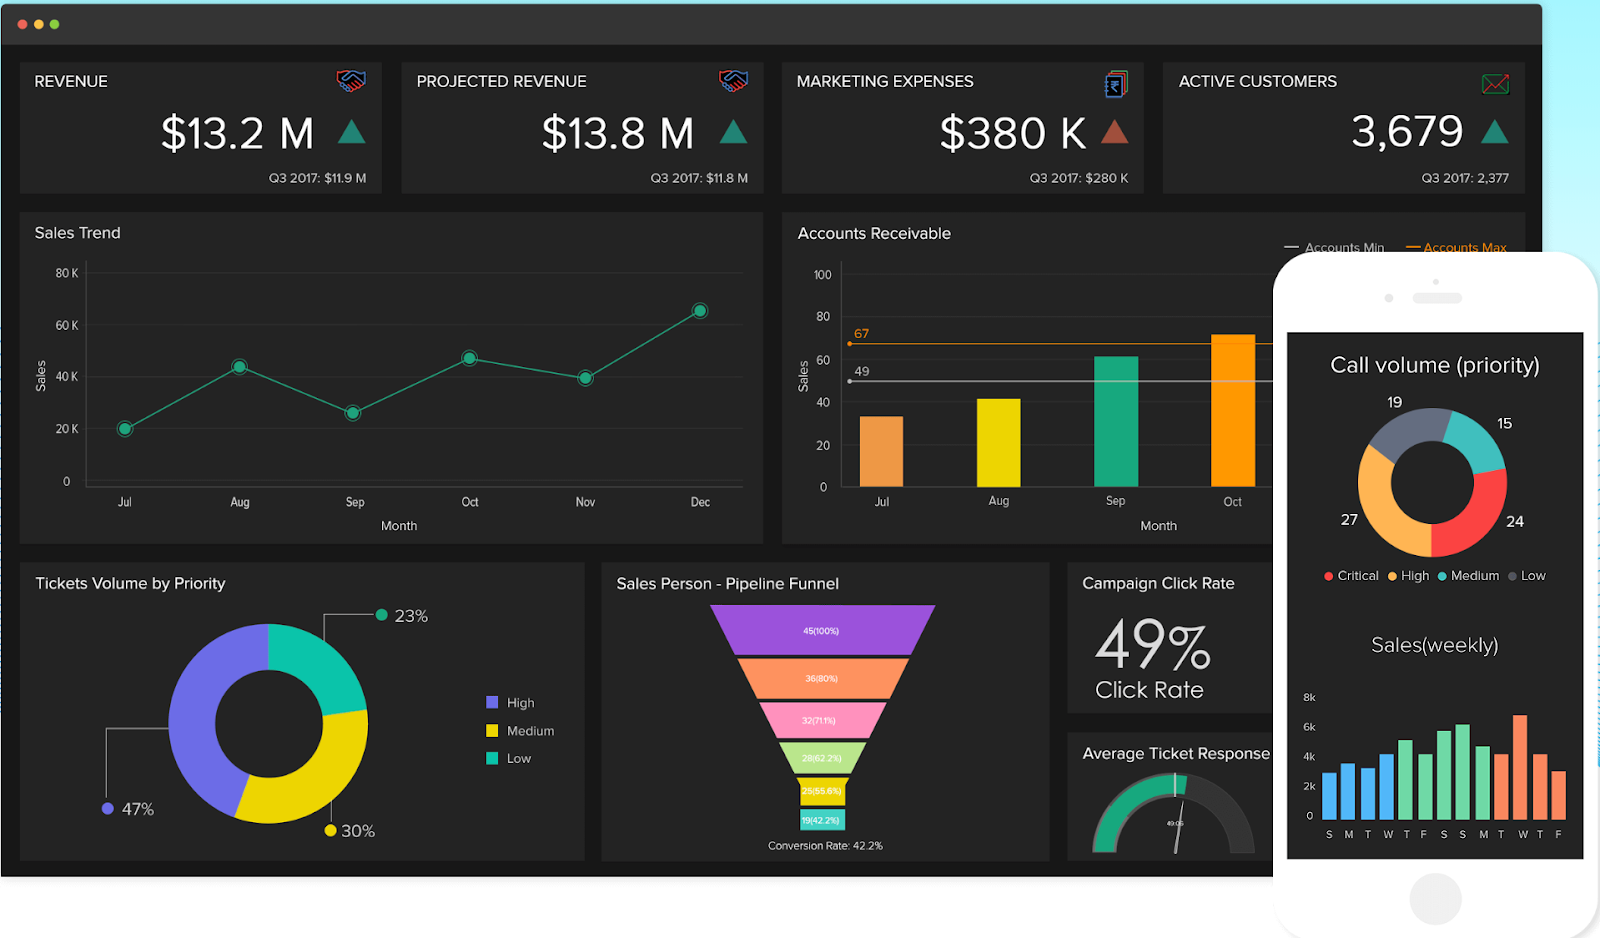 REVENUE
$13.2 M
Q3 2017: $11.9 M
PROJECTED REVENUE
$13.8 M
Q3 2017: $11.8 M
MARKETING EXPENSES
₹
$380 K
Q3 2017: $280 K
ACTIVE CUSTOMERS
3,679
Q3 2017: 2,377
Sales Trend
80 K
60 K
40 K
20 K
0
Sales
Jul Aug Sep Oct Nov Dec
Month
Accounts Receivable
Accounts Min Accounts Max
100
80
60
40
20
0
67
49
Sales
Jul Aug Sep Oct
Month
Tickets Volume by Priority
23%
47%
30%
High
Medium
Low
Sales Person - Pipeline Funnel
45(100%)
36(80%)
32(71.1%)
28(62.2%)
25(55.6%)
19(42.2%)
Conversion Rate: 42.2%
Campaign Click Rate
49%
Click Rate
Average Ticket Response
49.05
Call volume (priority)
19
15
27
24
Critical High Medium Low
Sales(weekly)
8k
6k
4k
2k
0
S M T W T F S S M T W T F